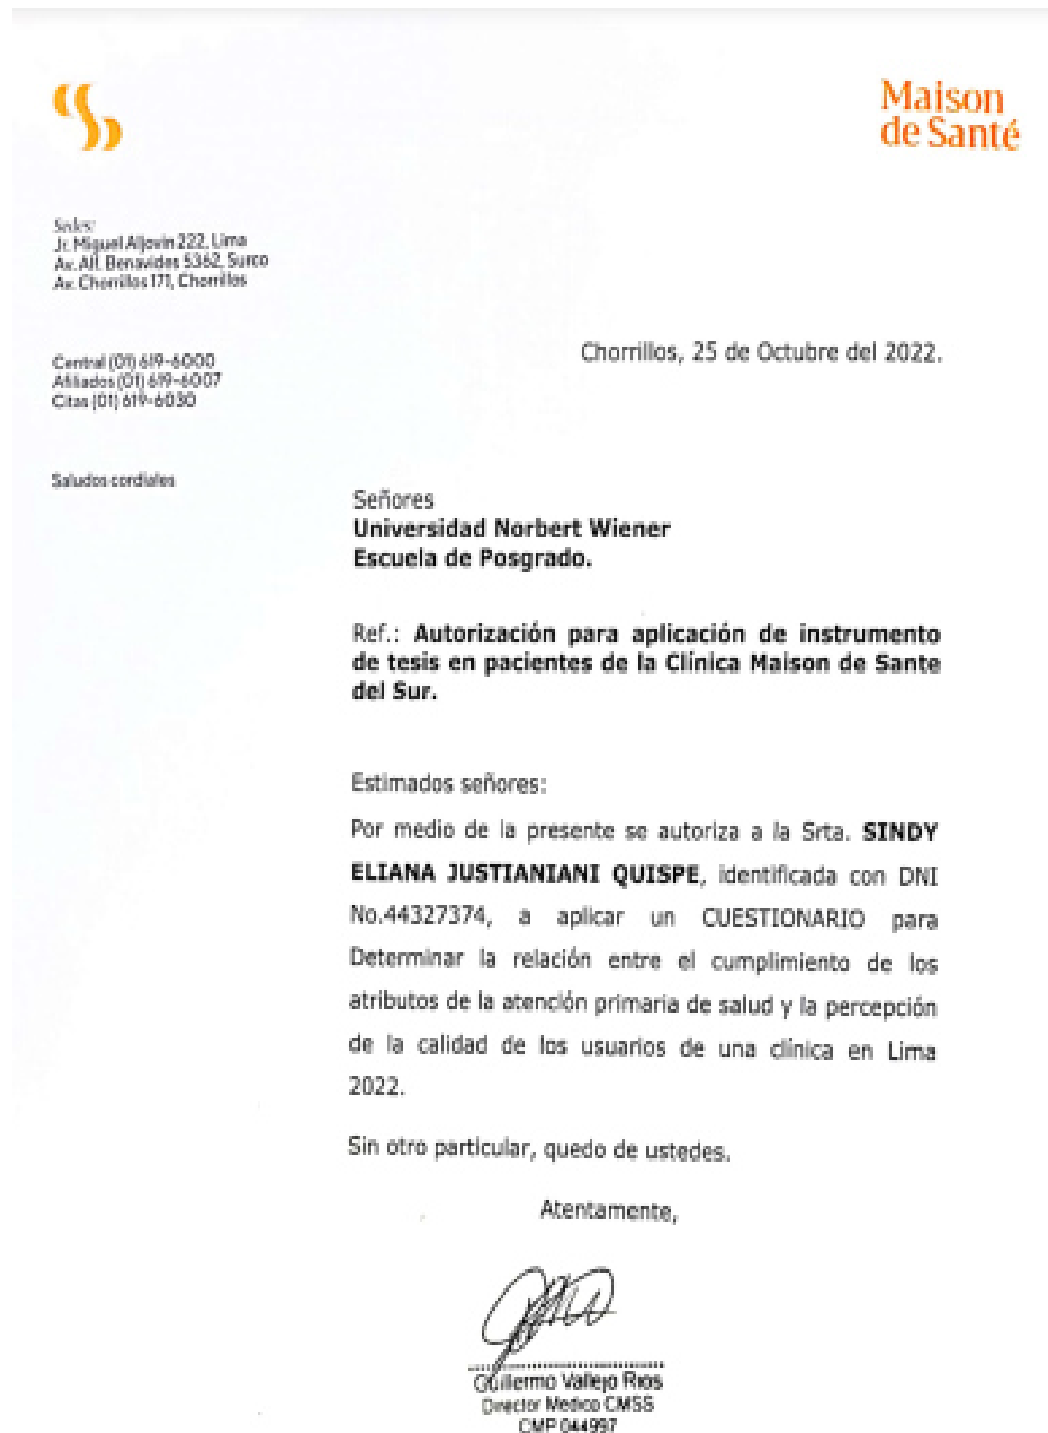 Maison
de Santé
Sedes:
Jr. Miguel Aljovin 222, Lima
Av. Alf. Benavides 5362, Surco
Av. Chorrillos 171, Chorrillos
Central (01) 619-6000
Afiliados (01) 619-6007
Citas (01) 619-6030
Saludos cordiales
Chorrillos, 25 de Octubre del 2022.
Señores
Universidad Norbert Wiener
Escuela de Posgrado.
Ref.: Autorización para aplicación de instrumento
de tesis en pacientes de la Clínica Maison de Sante
del Sur.
Estimados señores:
Por medio de la presente se autoriza a la Srta. SINDY
ELIANA JUSTIANIANI QUISPE, identificada con DNI
No.44327374, a aplicar un CUESTIONARIO para
Determinar la relación entre el cumplimiento de los
atributos de la atención primaria de salud y la percepción
de la calidad de los usuarios de una clínica en Lima
2022.
Sin otro particular, quedo de ustedes.
Atentamente,
Guillermo Vallejo Rios
Director Medico CMSS
CMP 044997